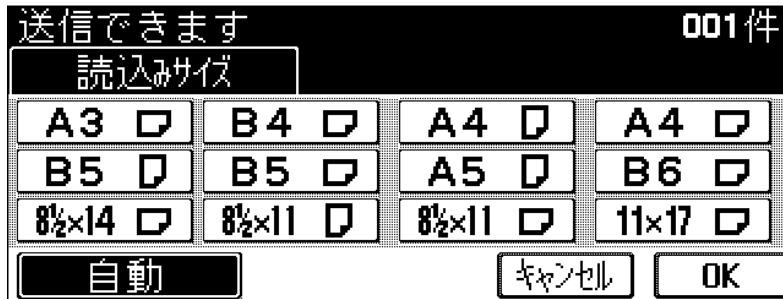 送信できます 001件
読込みサイズ
A3 B4 A4 A4
B5 B5 A5 B6
8½×14 8½×11 8½×11 11×17
自動 キャンセル OK